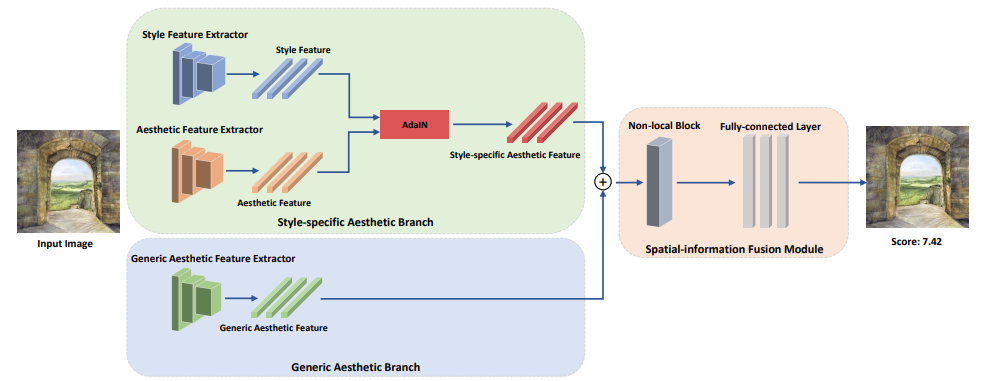 Style Feature Extractor
Style Feature
Aesthetic Feature Extractor
AdaIN
Style-specific Aesthetic Feature
Aesthetic Feature
Style-specific Aesthetic Branch
Input Image
Generic Aesthetic Feature Extractor
Generic Aesthetic Feature
Generic Aesthetic Branch
+
Non-local Block
Fully-connected Layer
Spatial-information Fusion Module
Score: 7.42